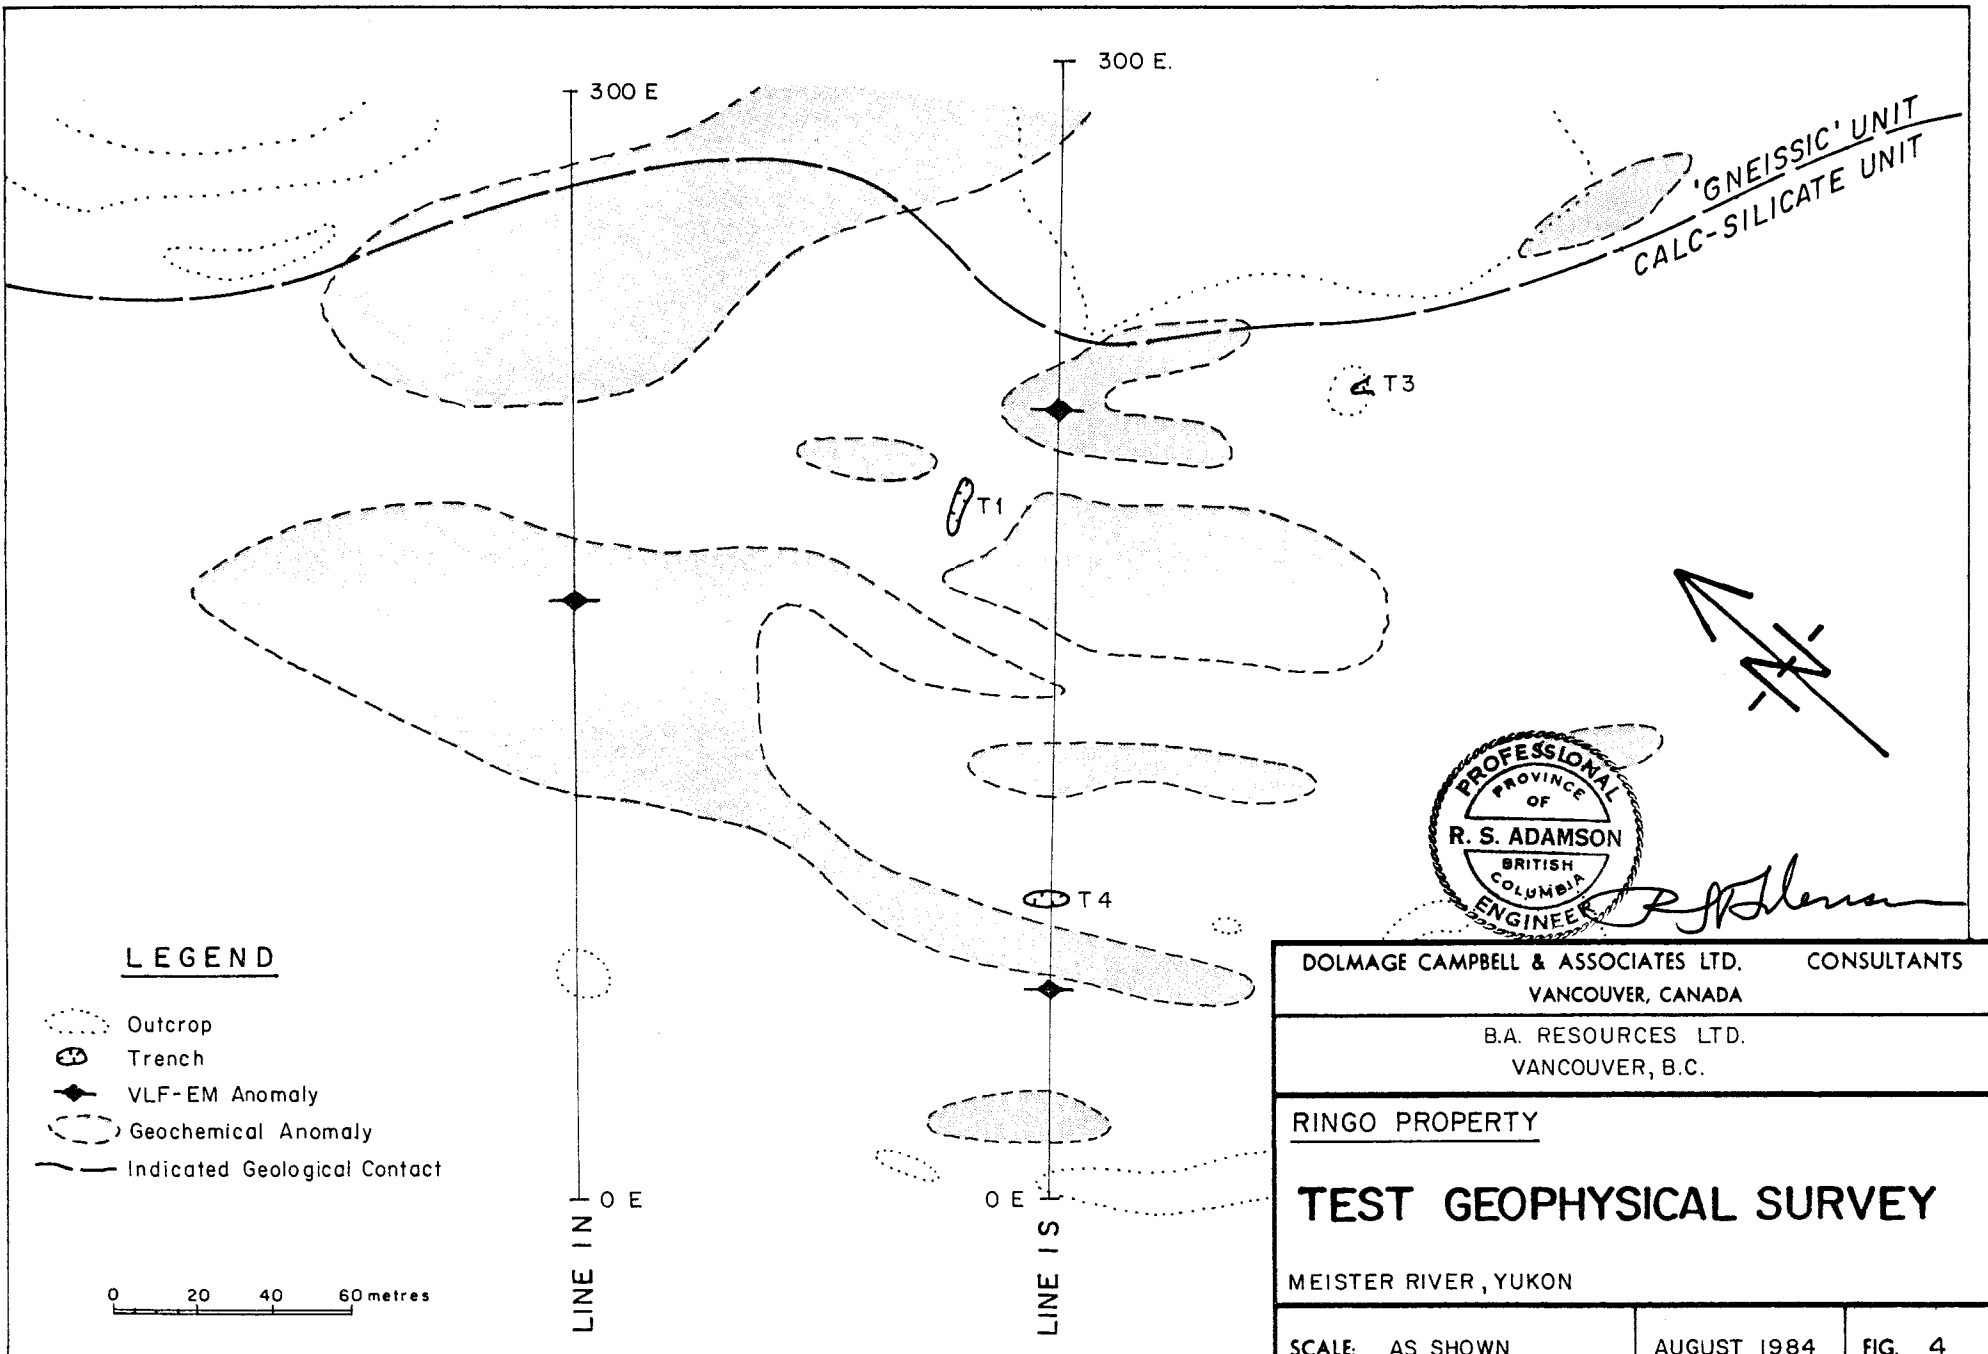 300 E
300 E.
'GNEISSIC' UNIT
CALC-SILICATE UNIT
T3
T1
N
PROFESSIONAL
PROVINCE
OF
R. S. ADAMSON
BRITISH
COLUMBIA
ENGINEER
T4
LEGEND
Outcrop
Trench
VLF-EM Anomaly
Geochemical Anomaly
Indicated Geological Contact
0 E
0 E
LINE 1N
LINE 1S
0 20 40 60 metres
DOLMAGE CAMPBELL & ASSOCIATES LTD. CONSULTANTS
VANCOUVER, CANADA
B.A. RESOURCES LTD.
VANCOUVER, B.C.
RINGO PROPERTY
TEST GEOPHYSICAL SURVEY
MEISTER RIVER, YUKON
SCALE: AS SHOWN AUGUST 1984 FIG. 4